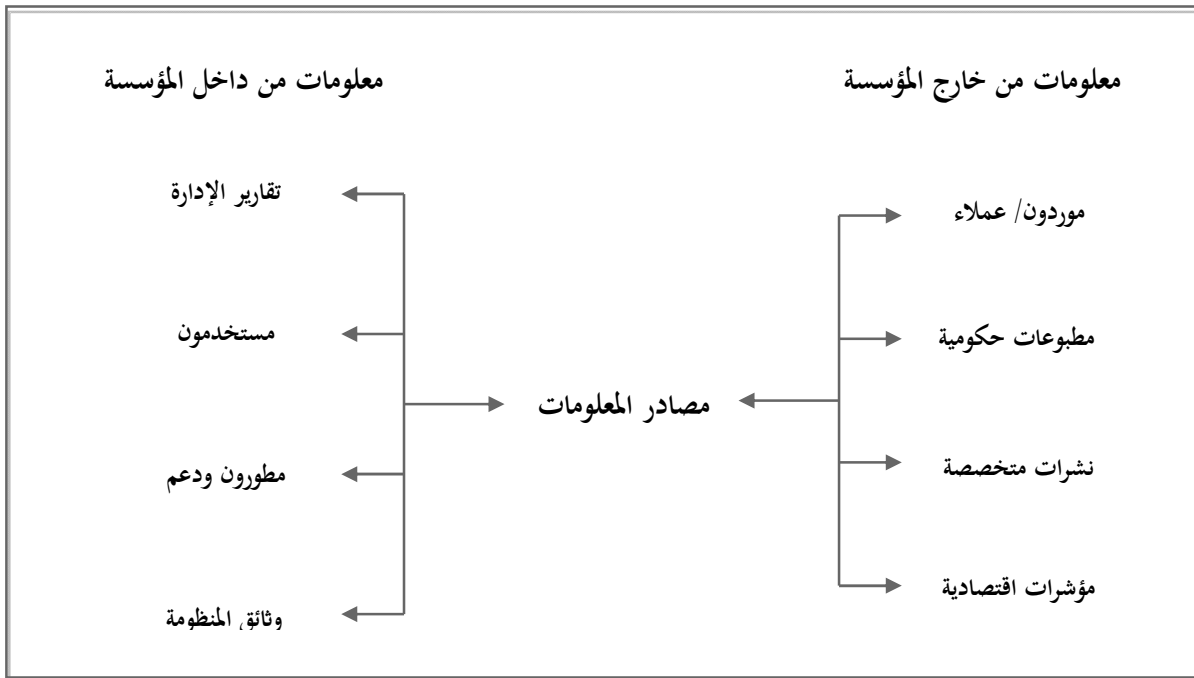 معلومات من خارج المؤسسة
معلومات من داخل المؤسسة
موردون/ عملاء
مطبوعات حكومية
نشرات متخصصة
مؤشرات اقتصادية
مصادر المعلومات
تقارير الإدارة
مستخدمون
مطورون ودعم
وثائق المنظومة